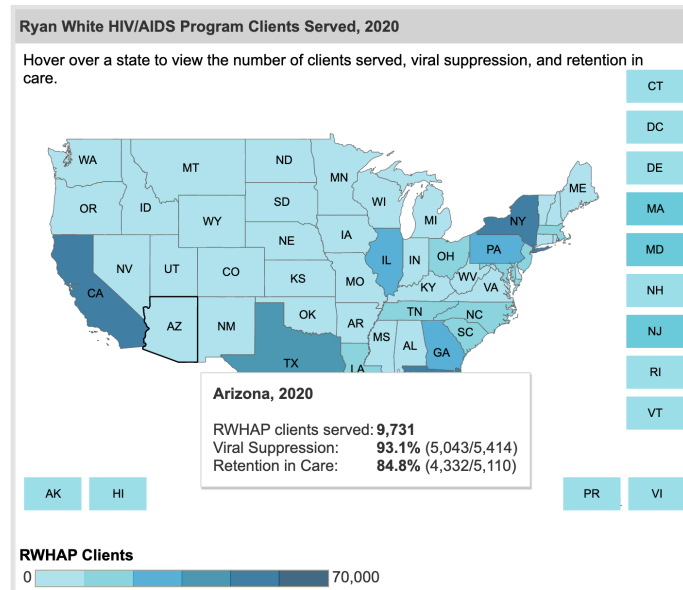 Ryan White HIV/AIDS Program Clients Served, 2020
Hover over a state to view the number of clients served, viral suppression, and retention in
care.
CT
DC
DE
MA
MD
NH
NJ
RI
VT
WA
MT
ND
MN
ME
OR
ID
SD
WI
MI
NY
WY
IA
NE
PA
IL
IN
OH
NV
UT
CO
KS
MO
WV
KY
VA
CA
AZ
NM
OK
AR
TN
NC
SC
MS
AL
GA
TX
LA
Arizona, 2020
RWHAP clients served: 9,731
Viral Suppression: 93.1% (5,043/5,414)
Retention in Care: 84.8% (4,332/5,110)
AK
HI
PR
VI
RWHAP Clients
0 70,000